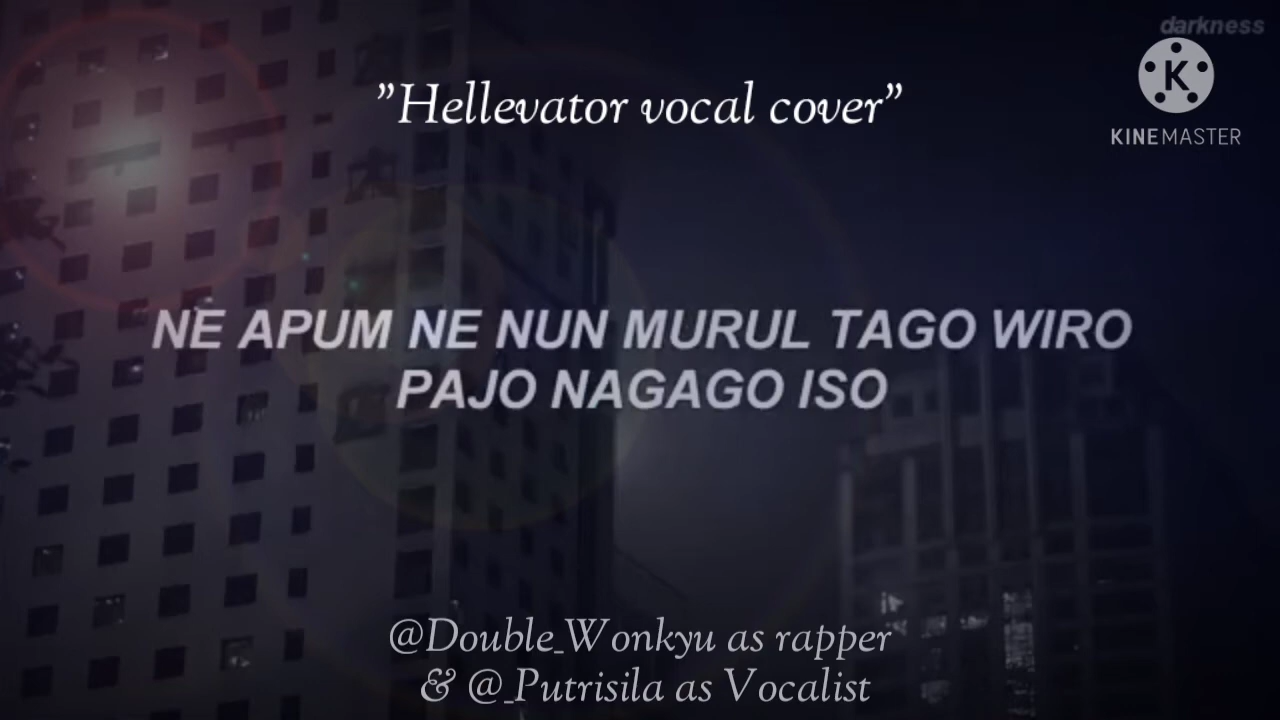 darkness
”Hellevator vocal cover”
K
KINEMASTER
NE APUM NE NUN MURUL TAGO WIRO
PAJO NAGAGO ISO
@Double_Wonkyu as rapper
& @_Putrisila as Vocalist